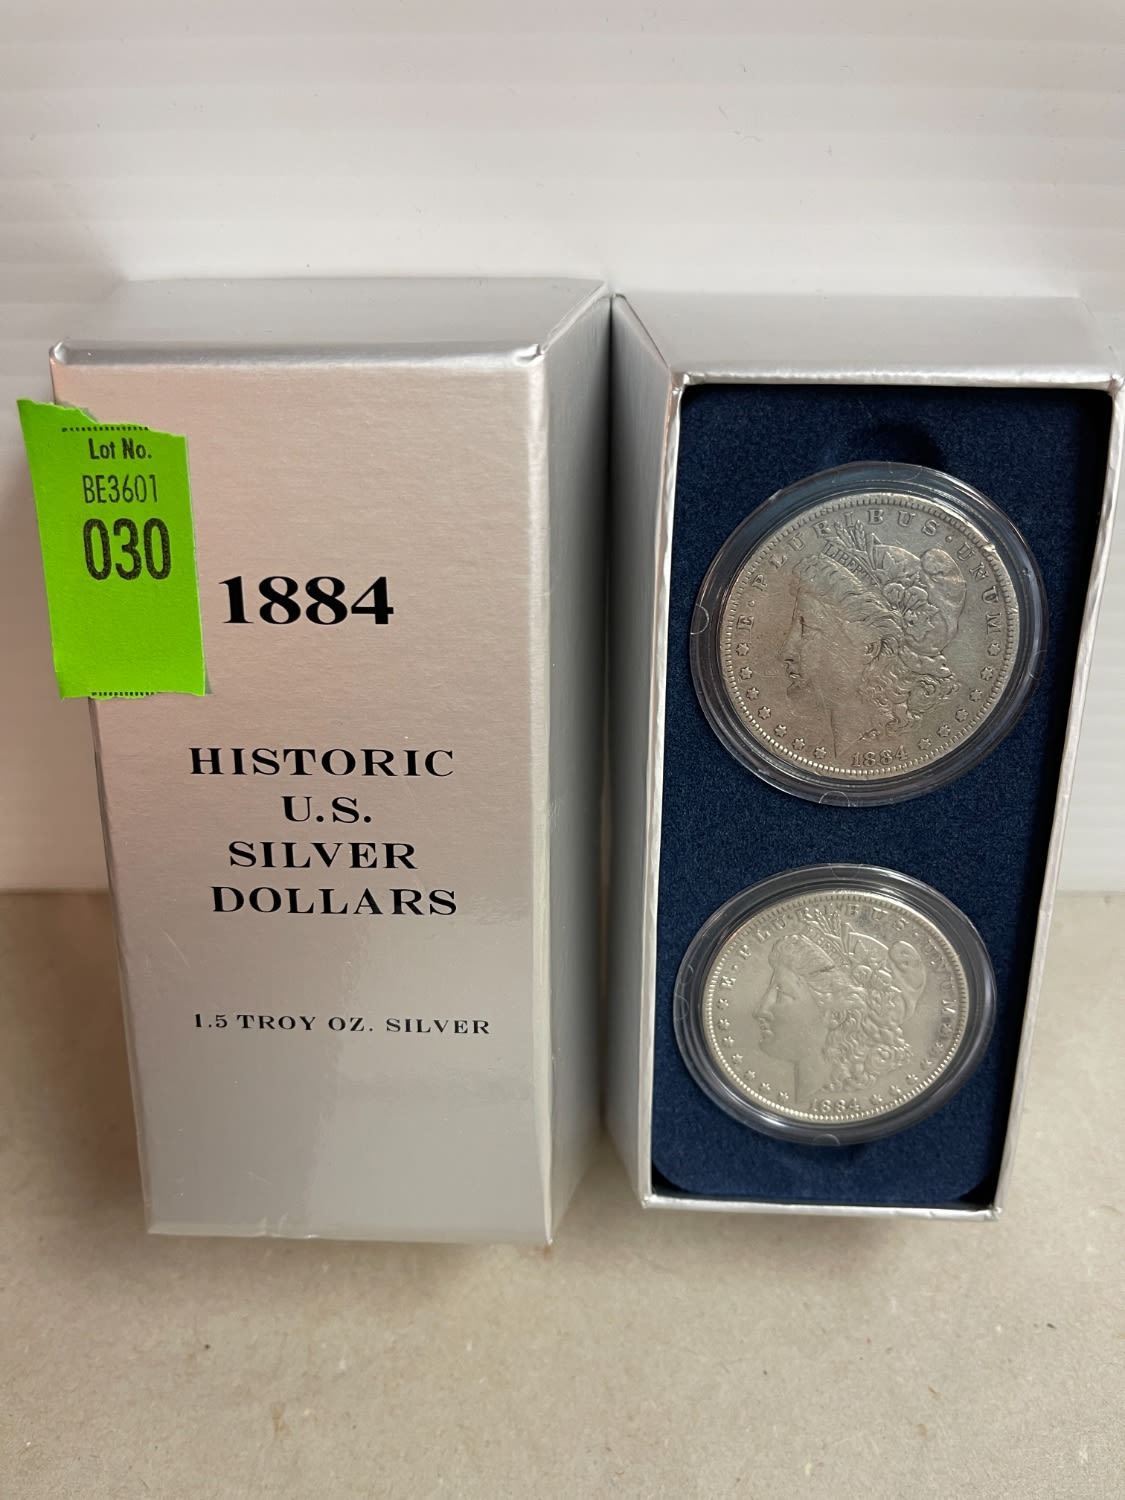 Lot No.
BE3601
030
1884
HISTORIC
U.S.
SILVER
DOLLARS
1.5 TROY OZ. SILVER
E·PLURIBUS·UNUM
LIBERTY
1884
E·PLURIBUS·UNUM
1884